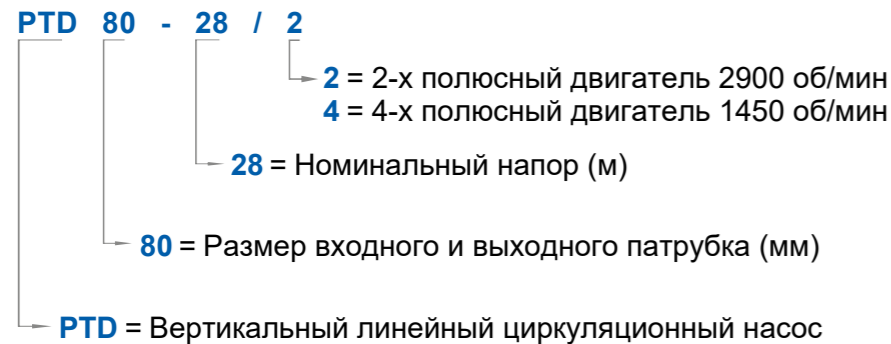 PTD 80 - 28 / 2
2 = 2-х полюсный двигатель 2900 об/мин
4 = 4-х полюсный двигатель 1450 об/мин
28 = Номинальный напор (м)
80 = Размер входного и выходного патрубка (мм)
PTD = Вертикальный линейный циркуляционный насос